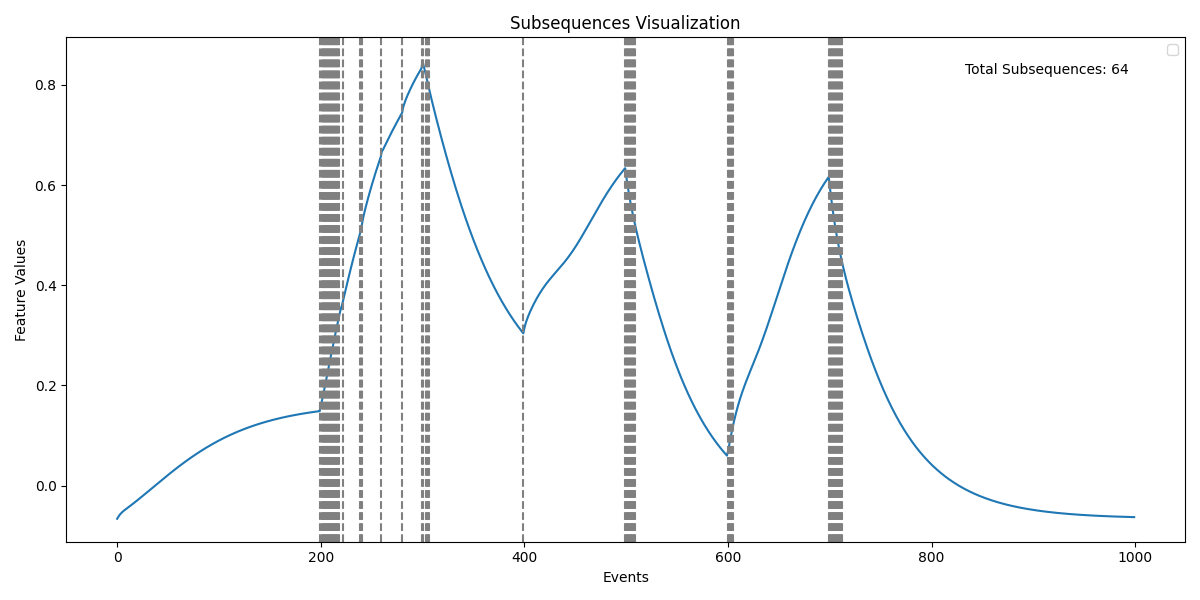 Subsequences Visualization
Total Subsequences: 64
Feature Values
0.8
0.6
0.4
0.2
0.0
0 200 400 600 800 1000
Events